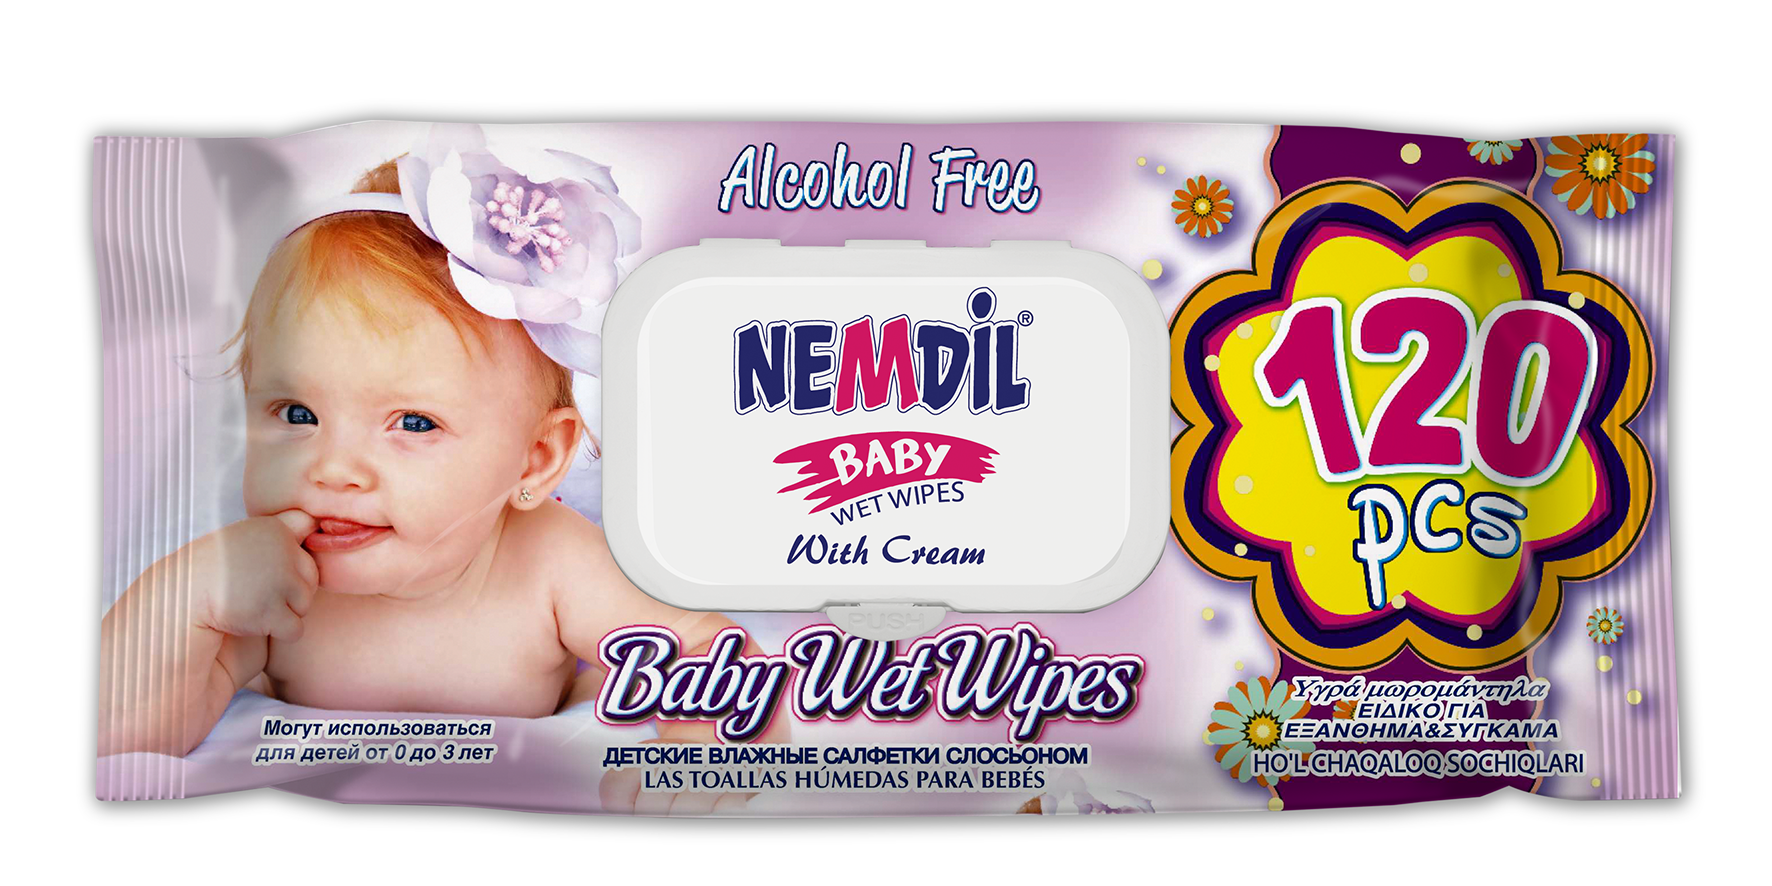 Alcohol Free
NEMDİL®
BABY
WET WIPES
With Cream
PUSH
120
pcs
Baby Wet Wipes
Могут использоваться
для детей от 0 до 3 лет
ДЕТСКИЕ ВЛАЖНЫЕ САЛФЕТКИ СЛОСЬОНОМ
LAS TOALLAS HÚMEDAS PARA BEBÉS
Υγρά μωρομάντηλα
ΕΙΔΙΚΟ ΓΙΑ
ΕΞΑΝΘΗΜΑ&ΣΥΓΚΑΜΑ
HO'L CHAQALOQ SOCHIQLARI